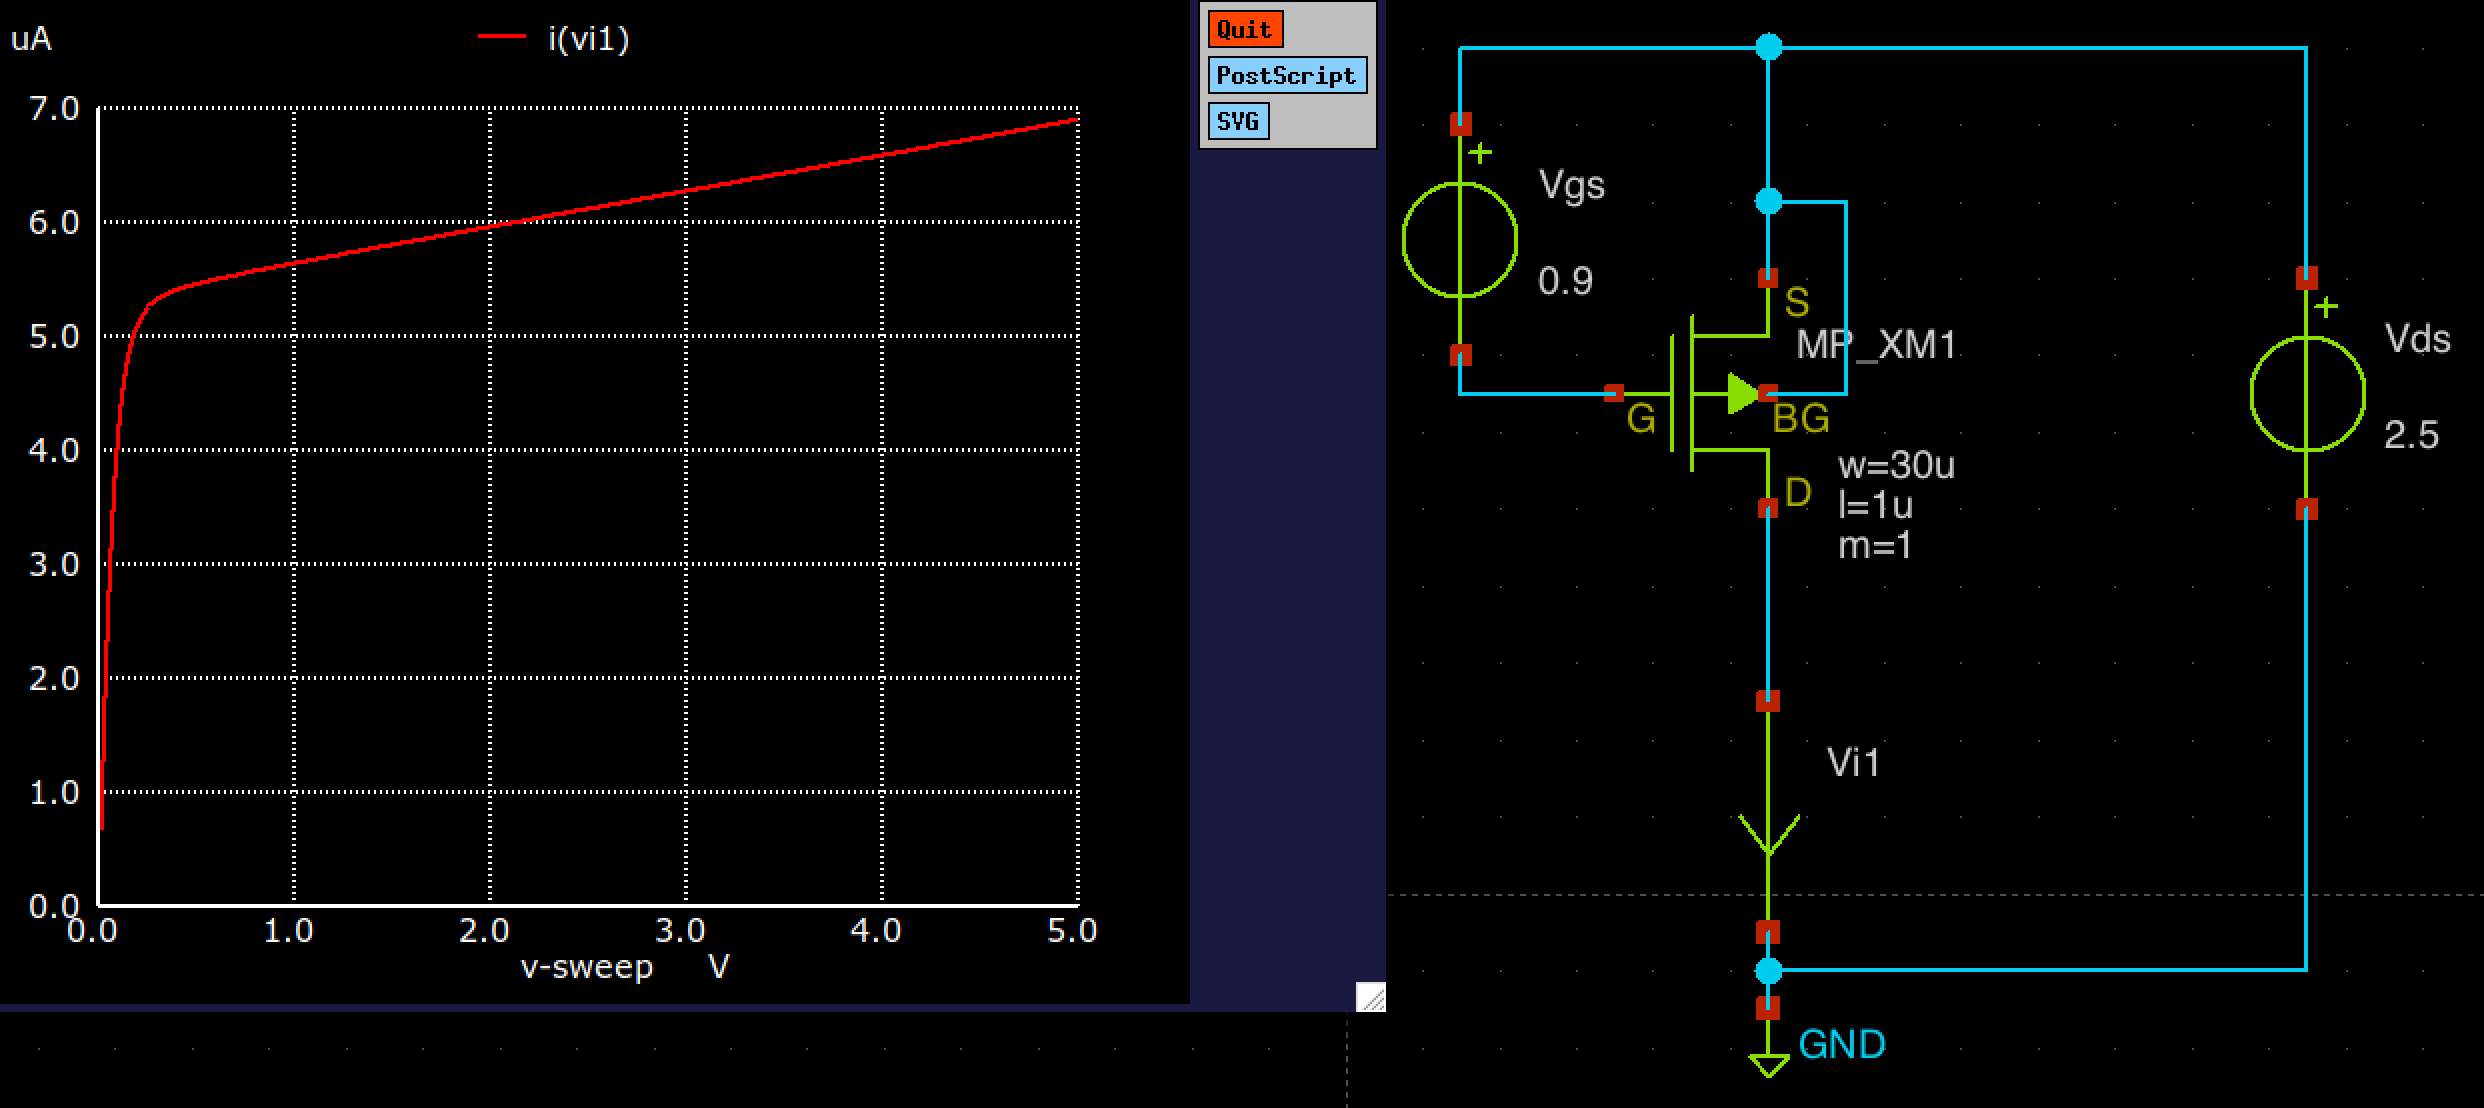 uA
i(vi1)
7.0
6.0
5.0
4.0
3.0
2.0
1.0
0.0
0.0 1.0 2.0 3.0 4.0 5.0
v-sweep V
Quit
PostScript
SVG
+
Vgs
0.9
S
MP_XM1
G
BG
D
w=30u
l=1u
m=1
+
Vds
2.5
Vi1
GND